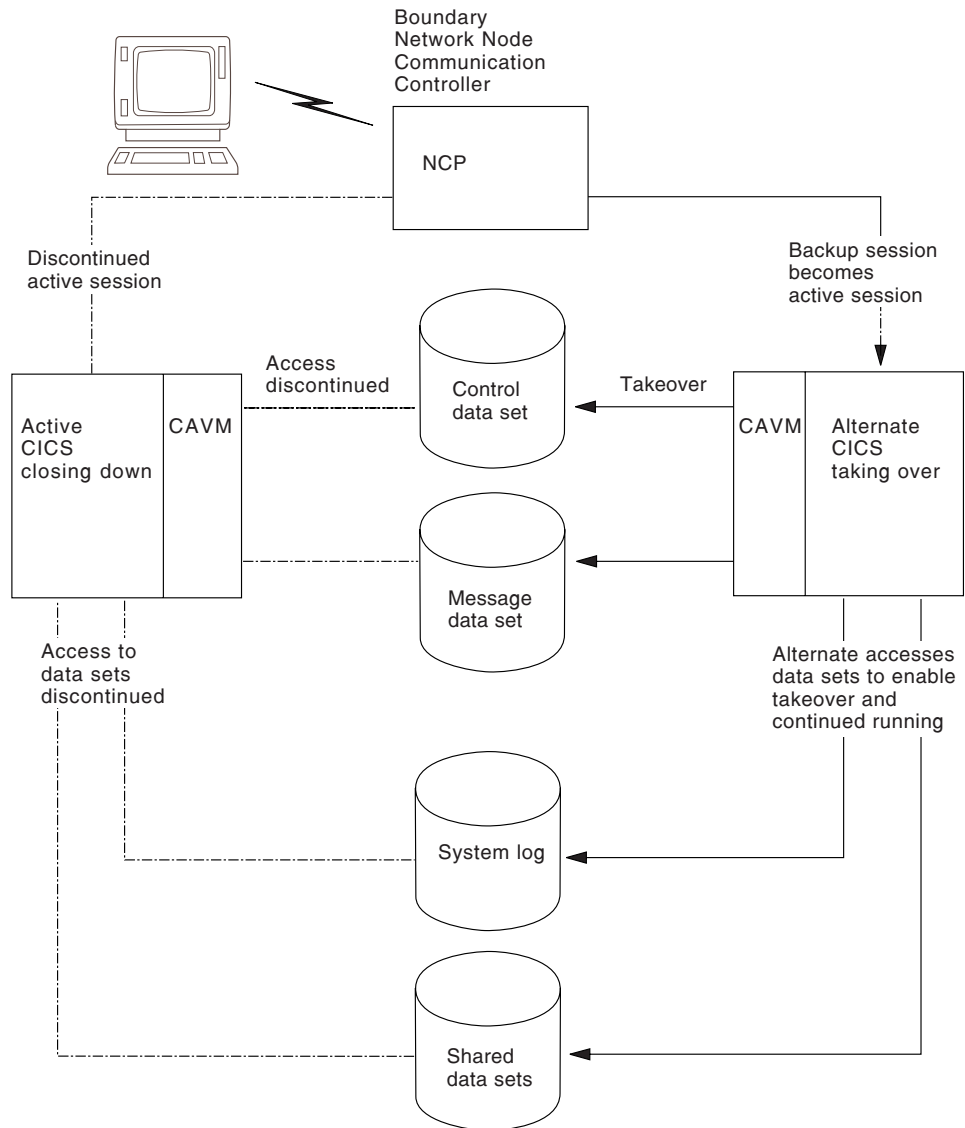 Boundary
Network Node
Communication
Controller
NCP
Discontinued
active session
Backup session
becomes
active session
Access
discontinued
Control
data set
Takeover
Active
CICS
closing down
CAVM
CAVM
Alternate
CICS
taking over
Message
data set
Access to
data sets
discontinued
Alternate accesses
data sets to enable
takeover and
continued running
System log
Shared
data sets